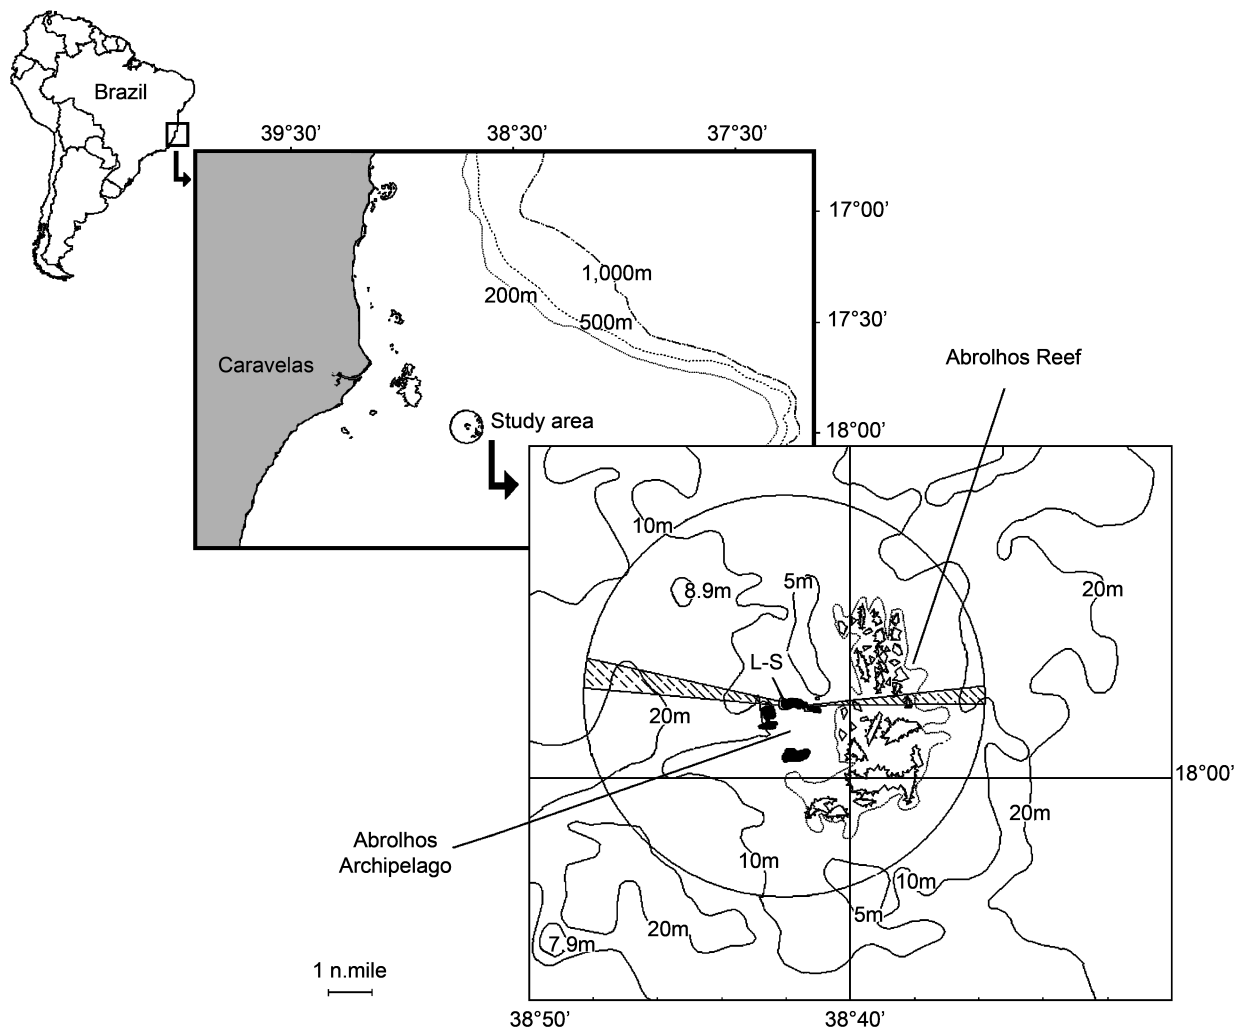 Brazil
39°30’
38°30’
37°30’
17°00’
1,000m
200m
500m
17°30’
Abrolhos Reef
Caravelas
Study area
18°00’
10m
8.9m
5m
20m
L-S
20m
18°00’
20m
Abrolhos
Archipelago
10m
10m
5m
20m
7.9m
1 n.mile
38°50’
38°40’